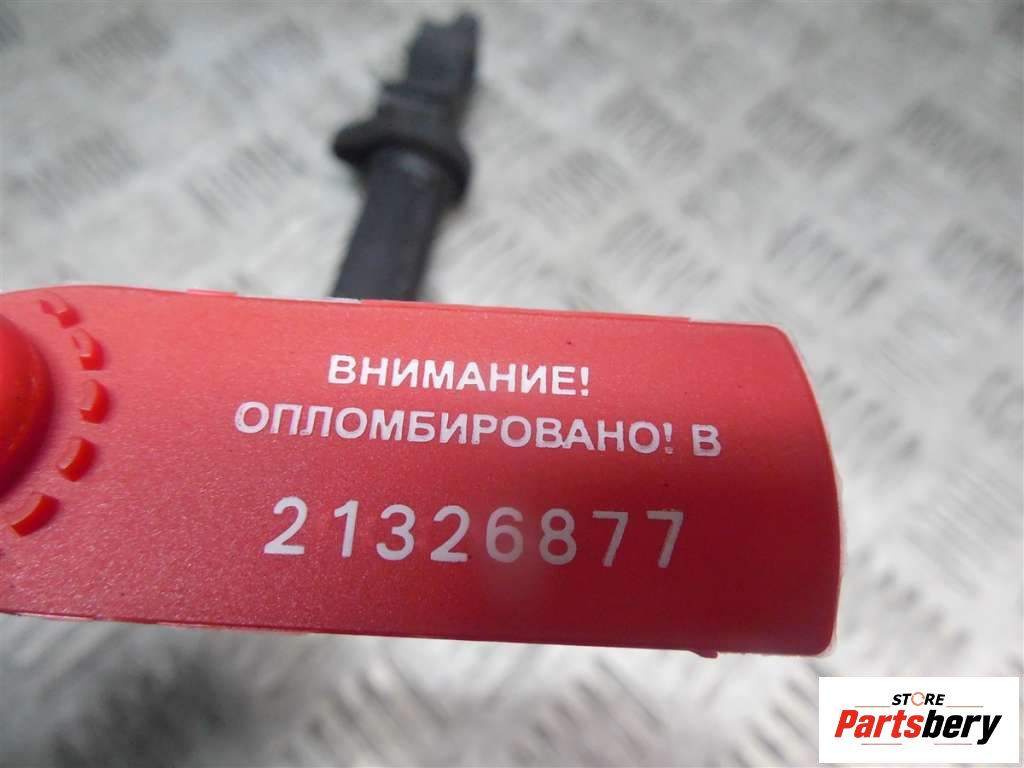 ВНИМАНИЕ!
ОПЛОМБИРОВАНО! В
21326877
STORE
Partsbery